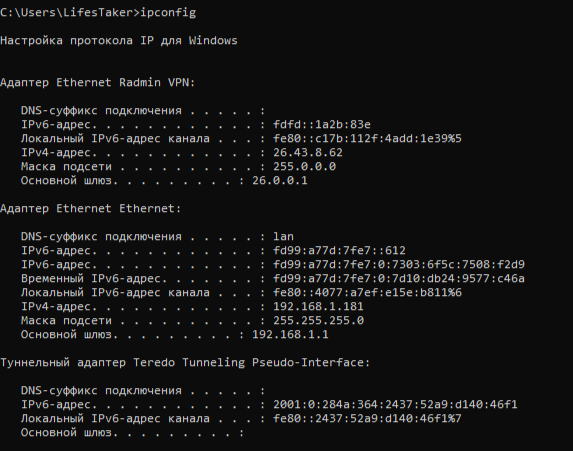 C:\Users\LifesTaker>ipconfig
Настройка протокола IP для Windows
Адаптер Ethernet Radmin VPN:
DNS-суффикс подключения . . . . . :
IPv6-адрес. . . . . . . . . . . . : fdfd::1a2b:83e
Локальный IPv6-адрес канала . . . : fe80::c17b:112f:4add:1e39%5
IPv4-адрес. . . . . . . . . . . . : 26.43.8.62
Маска подсети . . . . . . . . . . : 255.0.0.0
Основной шлюз. . . . . . . . . : 26.0.0.1
Адаптер Ethernet Ethernet:
DNS-суффикс подключения . . . . . : lan
IPv6-адрес. . . . . . . . . . . . : fd99:a77d:7fe7::612
IPv6-адрес. . . . . . . . . . . . : fd99:a77d:7fe7:0:7303:6f5c:7508:f2d9
Временный IPv6-адрес. . . . . . . : fd99:a77d:7fe7:0:7d10:db24:9577:c46a
Локальный IPv6-адрес канала . . . : fe80::4077:a7ef:e15e:b811%6
IPv4-адрес. . . . . . . . . . . . : 192.168.1.181
Маска подсети . . . . . . . . . . : 255.255.255.0
Основной шлюз. . . . . . . . . : 192.168.1.1
Туннельный адаптер Teredo Tunneling Pseudo-Interface:
DNS-суффикс подключения . . . . . :
IPv6-адрес. . . . . . . . . . . . : 2001:0:284a:364:2437:52a9:d140:46f1
Локальный IPv6-адрес канала . . . : fe80::2437:52a9:d140:46f1%7
Основной шлюз. . . . . . . . . :